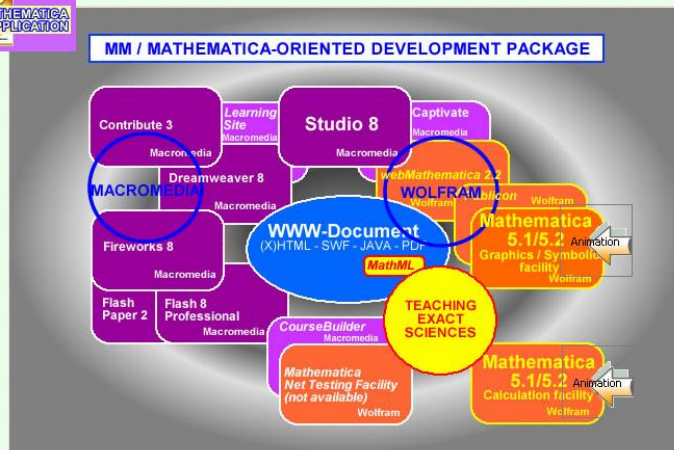 MATHEMATICA
APPLICATION
MM / MATHEMATICA-ORIENTED DEVELOPMENT PACKAGE
Contribute 3
Macromedia
Learning
Site
Macromedia
Studio 8
Macromedia
Captivate
Macromedia
MACROMEDIA
Dreamweaver 8
Macromedia
webMathematica 2.2
Wolfram
WOLFRAM
Wolfram
Fireworks 8
Macromedia
WWW-Document
(X)HTML - SWF - JAVA - PDF
MathML
Mathematica
5.1/5.2
Graphics / Symbolic
facility
Wolfram
Animation
Flash
Paper 2
Flash 8
Professional
Macromedia
TEACHING
EXACT
SCIENCES
CourseBuilder
Macromedia
Mathematica
Net Testing Facility
(not available)
Wolfram
Mathematica
5.1/5.2
Calculation facility
Wolfram
Animation